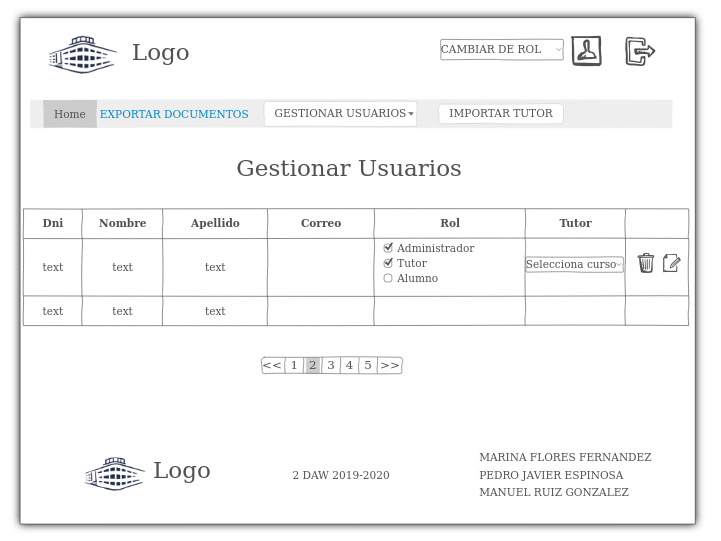 Logo
CAMBIAR DE ROL
Home EXPORTAR DOCUMENTOS GESTIONAR USUARIOS IMPORTAR TUTOR
Gestionar Usuarios
Dni Nombre Apellido Correo Rol Tutor
Administrador
text text text Tutor Selecciona curso
Alumno
text text text
<< 1 2 3 4 5 >>
Logo
2 DAW 2019-2020
MARINA FLORES FERNANDEZ
PEDRO JAVIER ESPINOSA
MANUEL RUIZ GONZALEZ